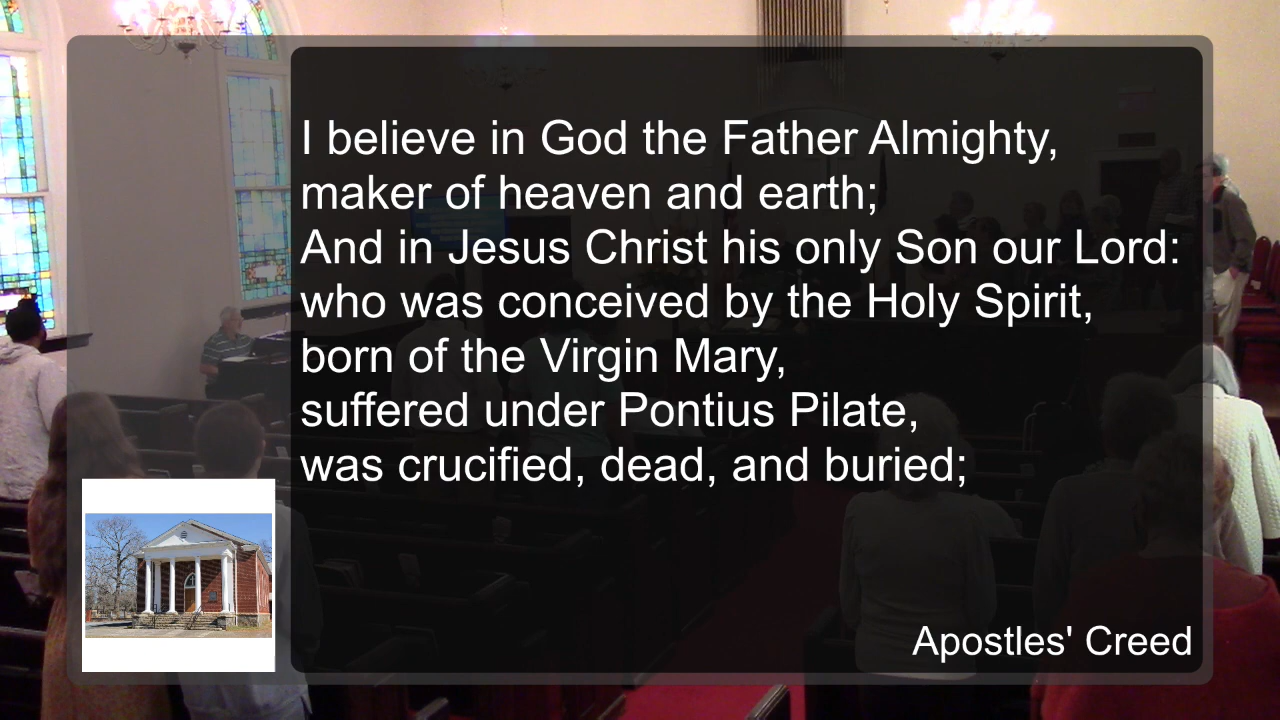 I believe in God the Father Almighty,
maker of heaven and earth;
And in Jesus Christ his only Son our Lord:
who was conceived by the Holy Spirit,
born of the Virgin Mary,
suffered under Pontius Pilate,
was crucified, dead, and buried;
Apostles' Creed